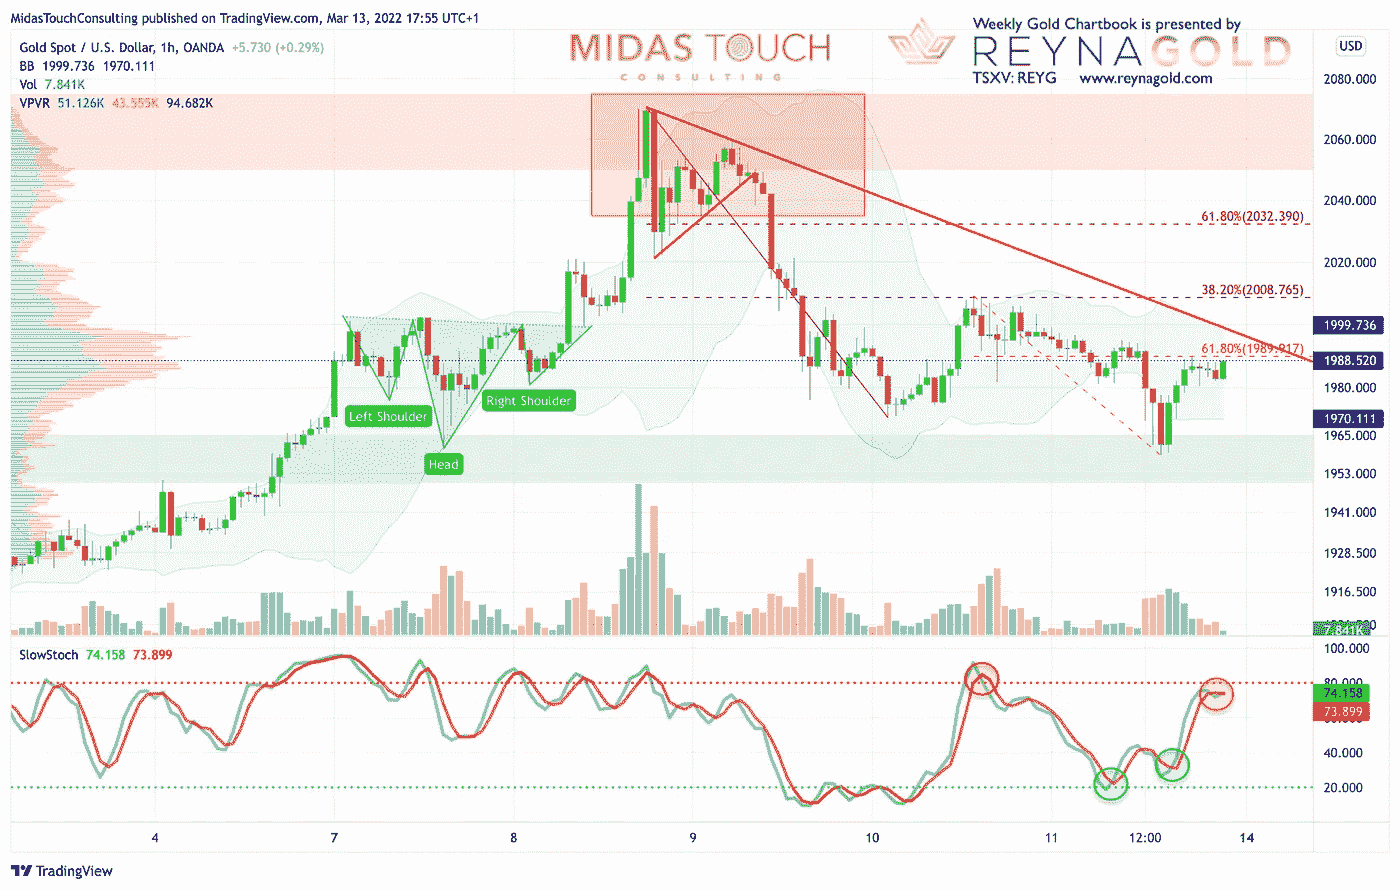 MidasTouchConsulting published on TradingView.com, Mar 13, 2022 17:55 UTC+1
Weekly Gold Chartbook is presented by
REYNAGOLD
TSXV: REYG www.reynagold.com
MIDAS TOUCH
CONSULTING
Gold Spot / U.S. Dollar, 1h, OANDA +5.730 (+0.29%)
BB 1999.736 1970.111
Vol 7.841K
VPVR 51.126K 43.555K 94.682K
USD
2080.000
2060.000
2040.000
61.80%(2032.390)
2020.000
38.20%(2008.765)
1999.736
61.80%(1989.917)
1988.520
1980.000
1970.111
1965.000
1953.000
1941.000
1928.500
1916.500
7.841K
Left Shoulder
Right Shoulder
Head
SlowStoch 74.158 73.899
100.000
80.000
74.158
73.899
40.000
20.000
4 7 8 9 10 11 12:00 14
TradingView